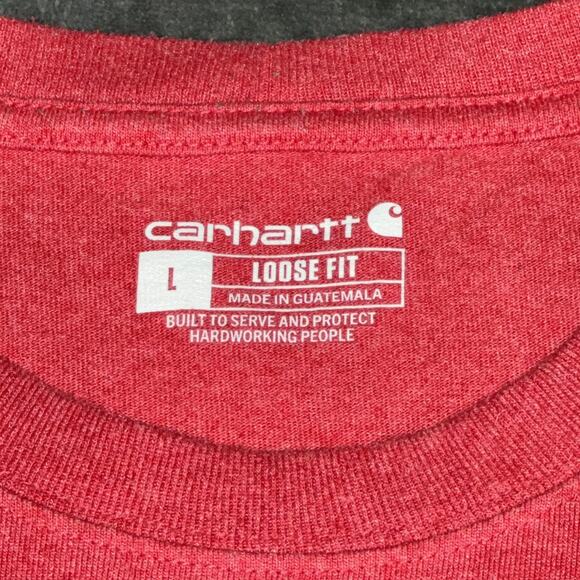 carhartt
L
LOOSE FIT
MADE IN GUATEMALA
BUILT TO SERVE AND PROTECT
HARDWORKING PEOPLE